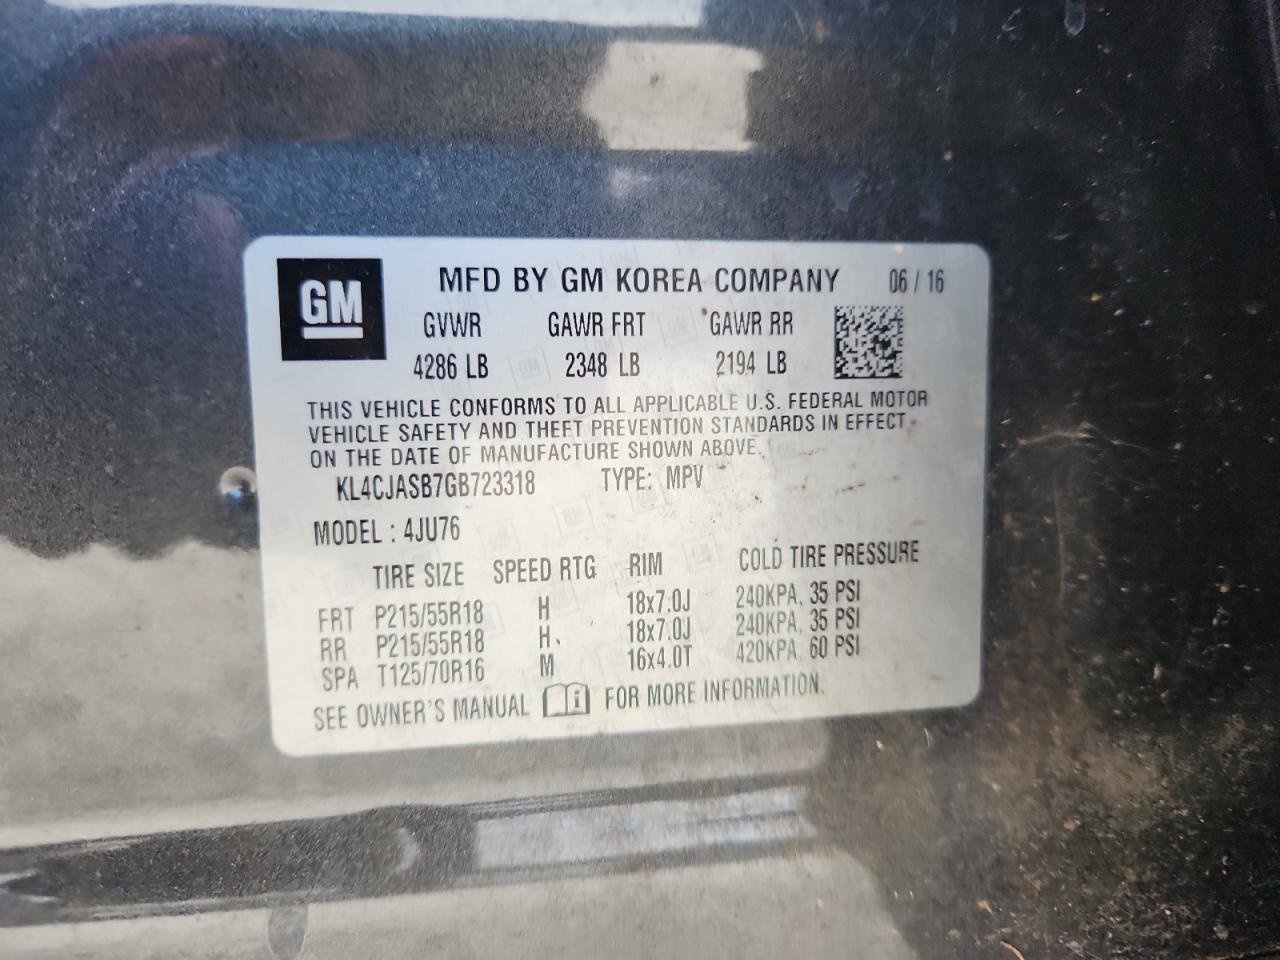 GM MFD BY GM KOREA COMPANY 06 / 16
GVWR GAWR FRT GAWR RR
4286 LB 2348 LB 2194 LB
THIS VEHICLE CONFORMS TO ALL APPLICABLE U.S. FEDERAL MOTOR
VEHICLE SAFETY AND THEFT PREVENTION STANDARDS IN EFFECT
ON THE DATE OF MANUFACTURE SHOWN ABOVE.
KL4CJASB7GB723318 TYPE: MPV
MODEL : 4JU76
TIRE SIZE SPEED RTG RIM COLD TIRE PRESSURE
FRT P215/55R18 H 18x7.0J 240KPA, 35 PSI
RR P215/55R18 H 18x7.0J 240KPA, 35 PSI
SPA T125/70R16 M 16x4.0T 420KPA, 60 PSI
SEE OWNER'S MANUAL i FOR MORE INFORMATION.